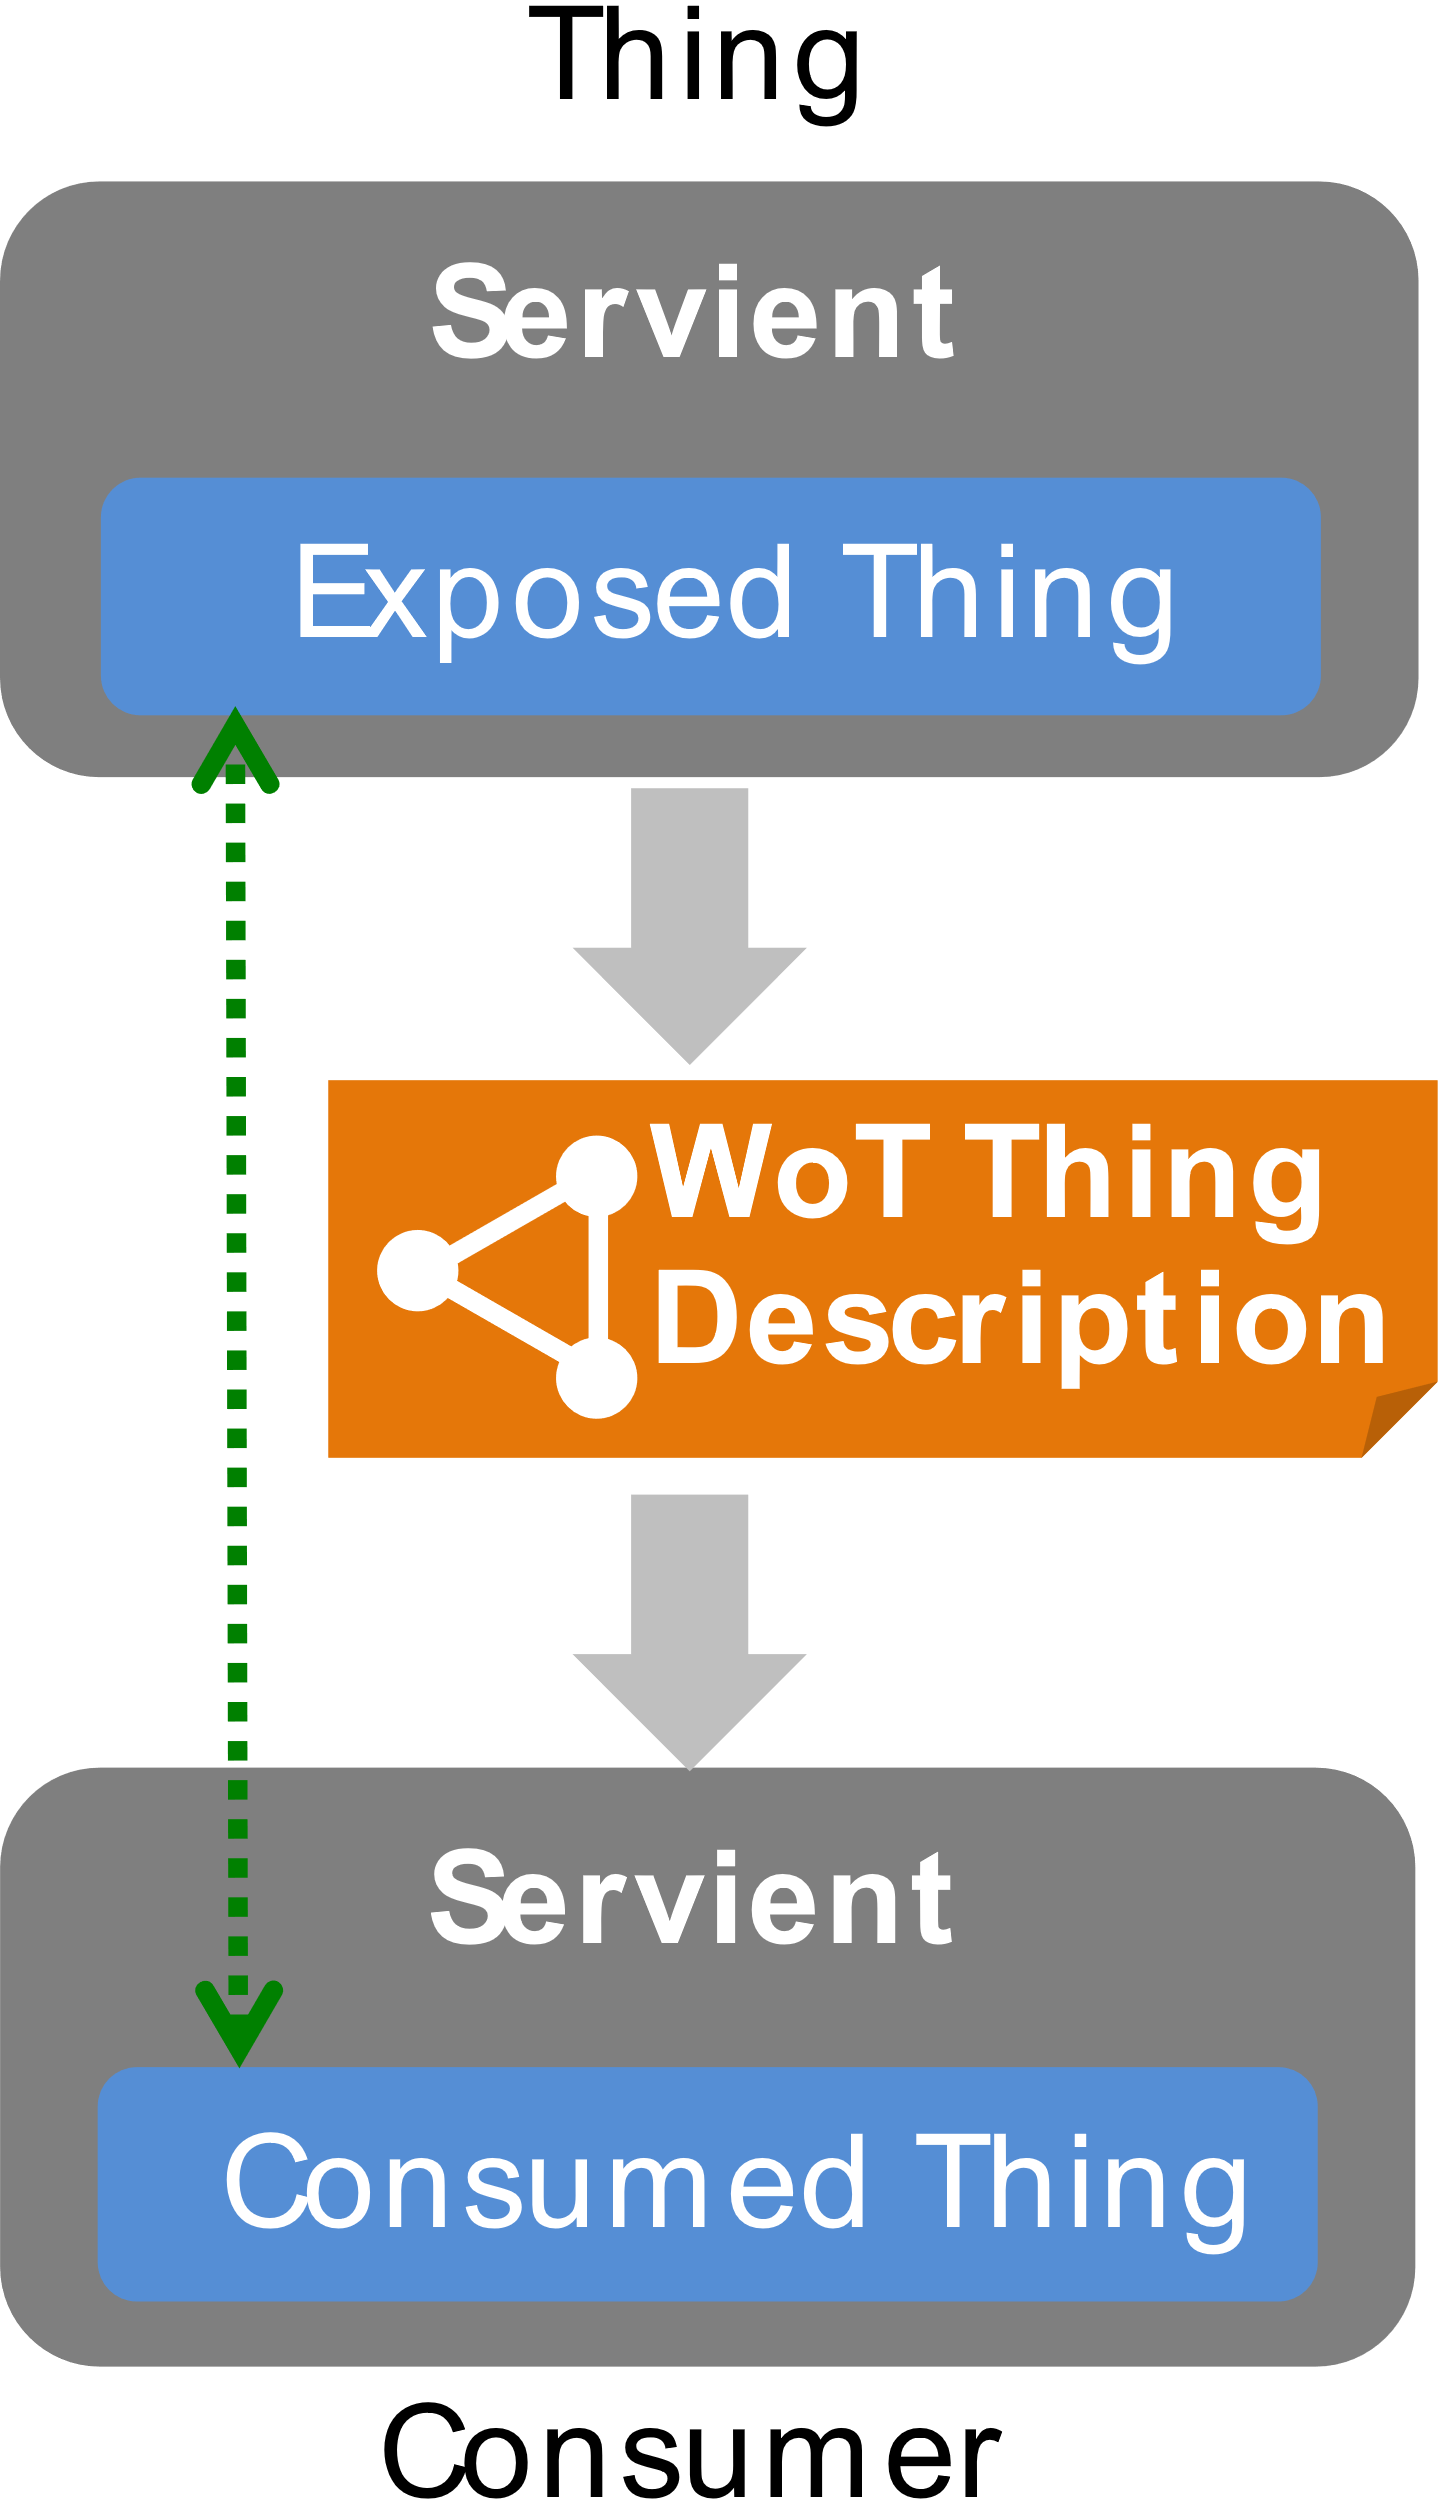 Thing
Servient
Exposed Thing
WoT Thing
Description
Servient
Consumed Thing
Consumer